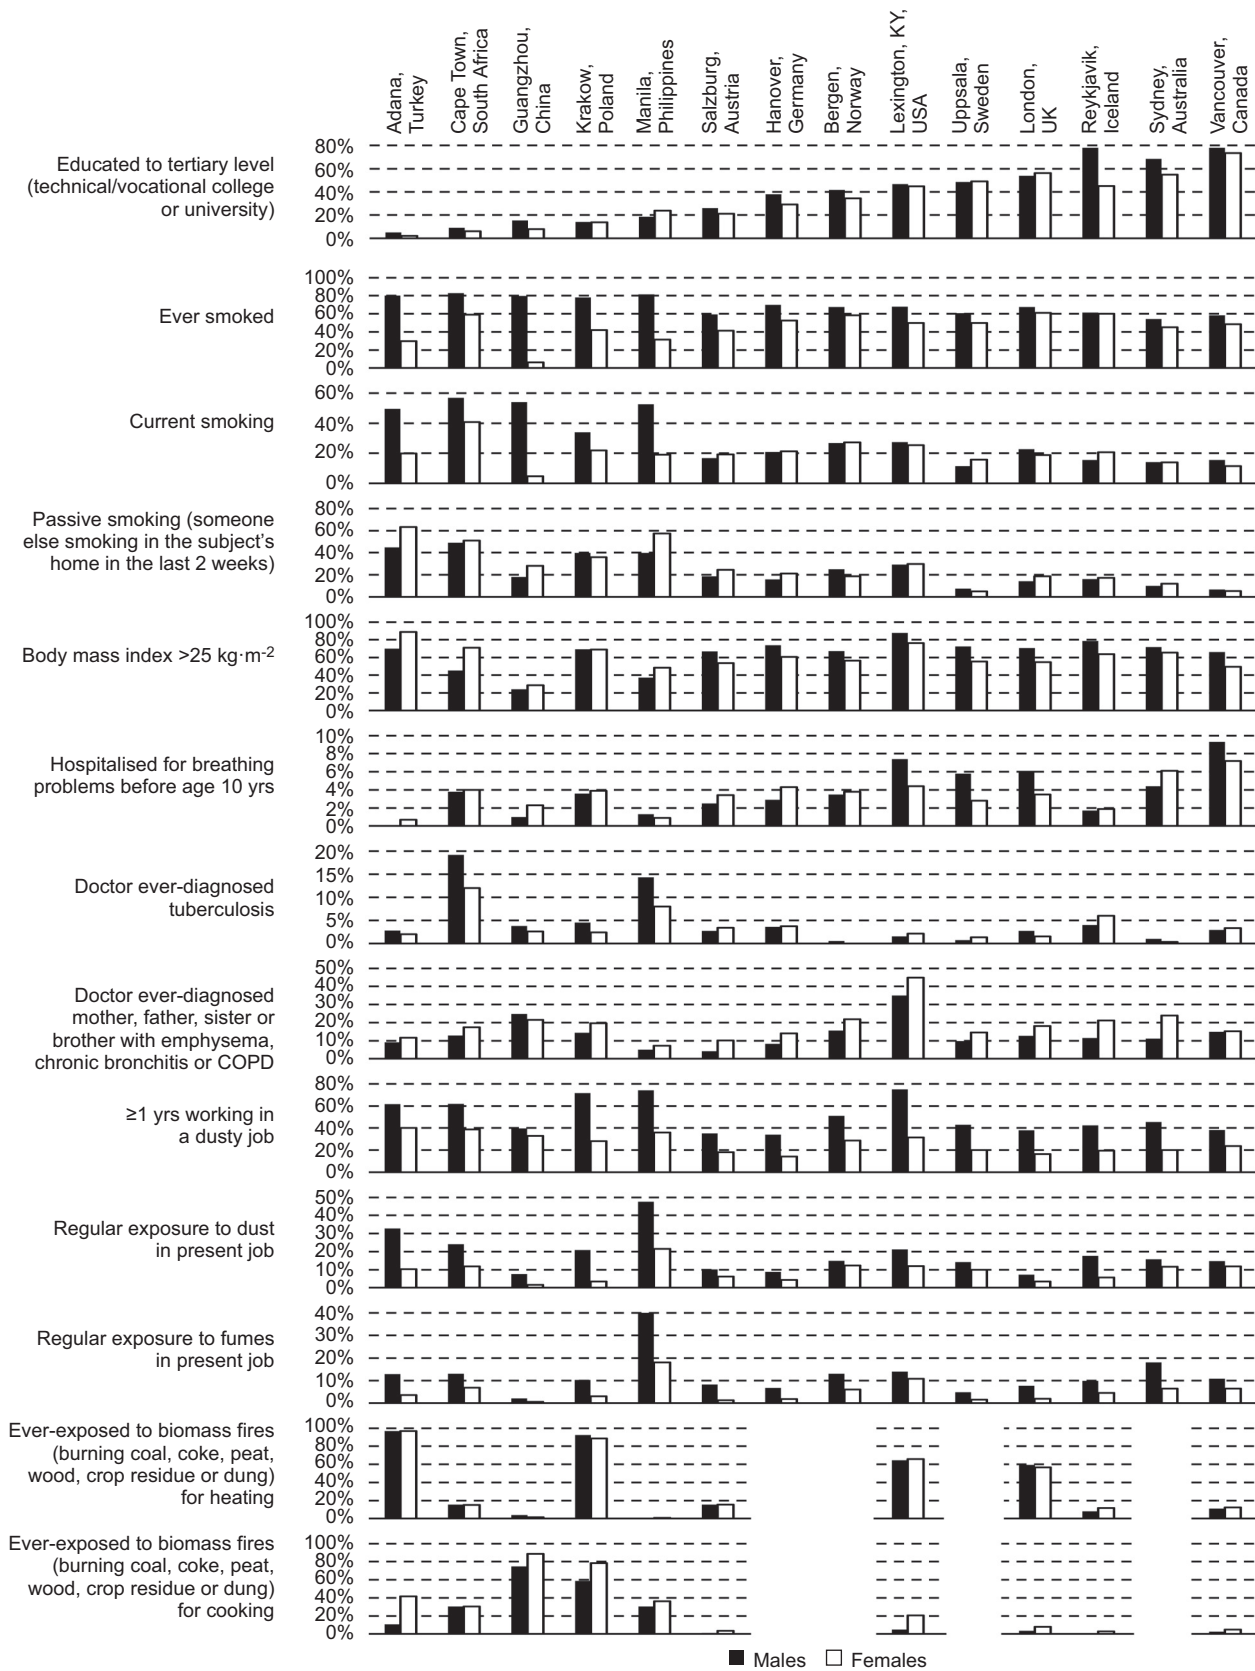 Adana,
Turkey
Cape Town,
South Africa
Guangzhou,
China
Krakow,
Poland
Manila,
Philippines
Salzburg,
Austria
Hanover,
Germany
Bergen,
Norway
Lexington, KY,
USA
Uppsala,
Sweden
London,
UK
Reykjavik,
Iceland
Sydney,
Australia
Vancouver,
Canada
Educated to tertiary level
(technical/vocational college
or university)
80%
60%
40%
20%
0%
Ever smoked
100%
80%
60%
40%
20%
0%
Current smoking
60%
40%
20%
0%
Passive smoking (someone
else smoking in the subject's
home in the last 2 weeks)
80%
60%
40%
20%
0%
Body mass index >25 kg·m-2
100%
80%
60%
40%
20%
0%
Hospitalised for breathing
problems before age 10 yrs
10%
8%
6%
4%
2%
0%
Doctor ever-diagnosed
tuberculosis
20%
15%
10%
5%
0%
Doctor ever-diagnosed
mother, father, sister or
brother with emphysema,
chronic bronchitis or COPD
50%
40%
30%
20%
10%
0%
≥1 yrs working in
a dusty job
80%
60%
40%
20%
0%
Regular exposure to dust
in present job
50%
40%
30%
20%
10%
0%
Regular exposure to fumes
in present job
40%
30%
20%
10%
0%
Ever-exposed to biomass fires
(burning coal, coke, peat,
wood, crop residue or dung)
for heating
100%
80%
60%
40%
20%
0%
Ever-exposed to biomass fires
(burning coal, coke, peat,
wood, crop residue or dung)
for cooking
100%
80%
60%
40%
20%
0%
Males Females